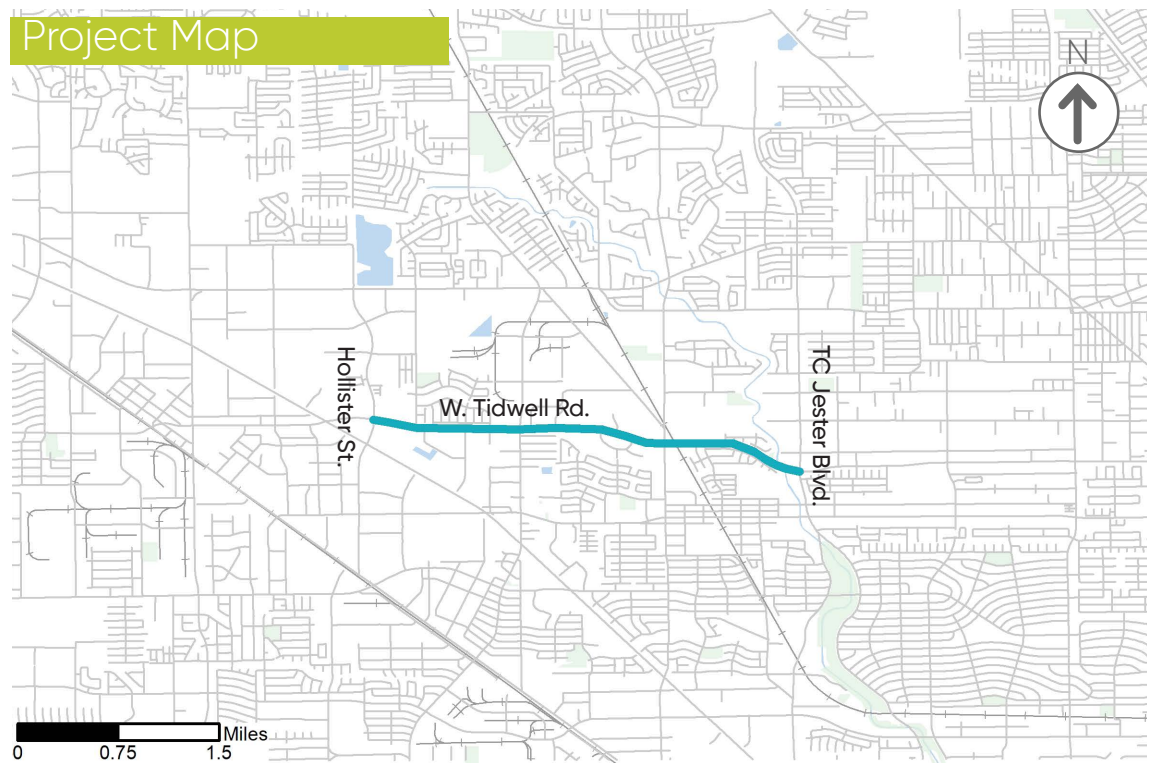 Project Map
N
Hollister St.
W. Tidwell Rd.
TC Jester Blvd.
Miles
0 0.75 1.5